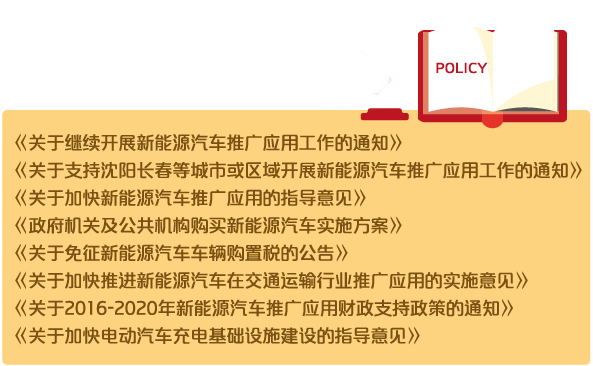 POLICY
《关于继续开展新能源汽车推广应用工作的通知》
《关于支持沈阳长春等城市或区域开展新能源汽车推广应用工作的通知》
《关于加快新能源汽车推广应用的指导意见》
《政府机关及公共机构购买新能源汽车实施方案》
《关于免征新能源汽车车辆购置税的公告》
《关于加快推进新能源汽车在交通运输行业推广应用的实施意见》
《关于2016-2020年新能源汽车推广应用财政支持政策的通知》
《关于加快电动汽车充电基础设施建设的指导意见》